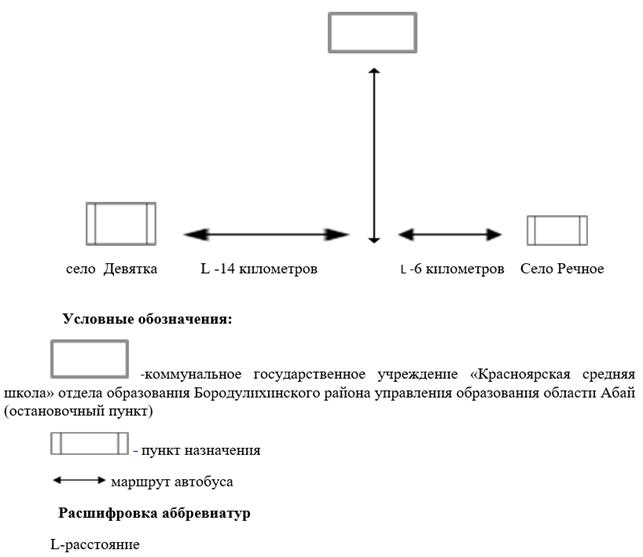 село Девятка L -14 километров L -6 километров Село Речное
Условные обозначения:
-коммунальное государственное учреждение «Красноярская средняя
школа» отдела образования Бородулихинского района управления образования области Абай
(остановочный пункт)
- пункт назначения
маршрут автобуса
Расшифровка аббревиатур
L-расстояние